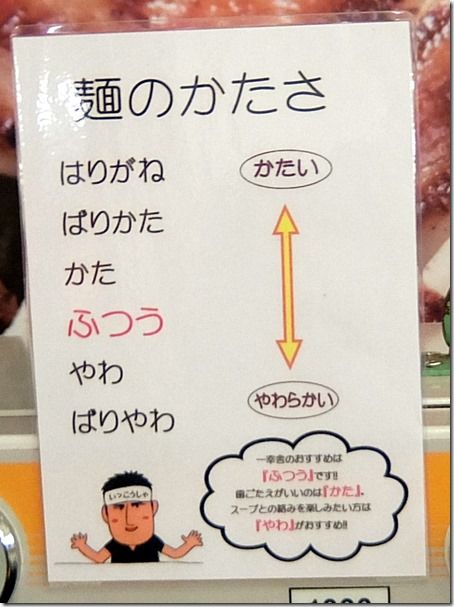 麺のかたさ
はりがね
ばりかた
かた
ふつう
やわ
ばりやわ
かたい
やわらかい
一幸舎のおすすめは
『ふつう』です!!
歯ごたえがいいのは『かた』、
スープとの絡みを楽しみたい方は
『やわ』がおすすめ!!
いっこうしゃ